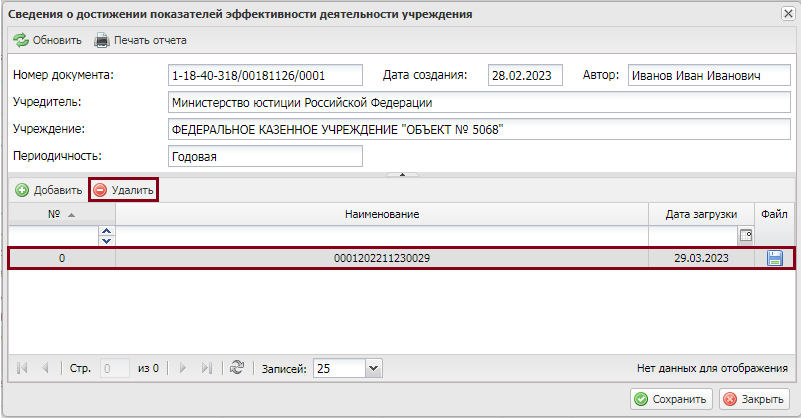 Сведения о достижении показателей эффективности деятельности учреждения
Обновить Печать отчета
Номер документа: 1-18-40-318/00181126/0001 Дата создания: 28.02.2023 Автор: Иванов Иван Иванович
Учредитель: Министерство юстиции Российской Федерации
Учреждение: ФЕДЕРАЛЬНОЕ КАЗЕННОЕ УЧРЕЖДЕНИЕ "ОБЪЕКТ № 5068"
Периодичность: Годовая
Добавить Удалить
№ Наименование Дата загрузки Файл
0 0001202211230029 29.03.2023
Стр. 0 из 0 Записей: 25 Нет данных для отображения
Сохранить Закрыть